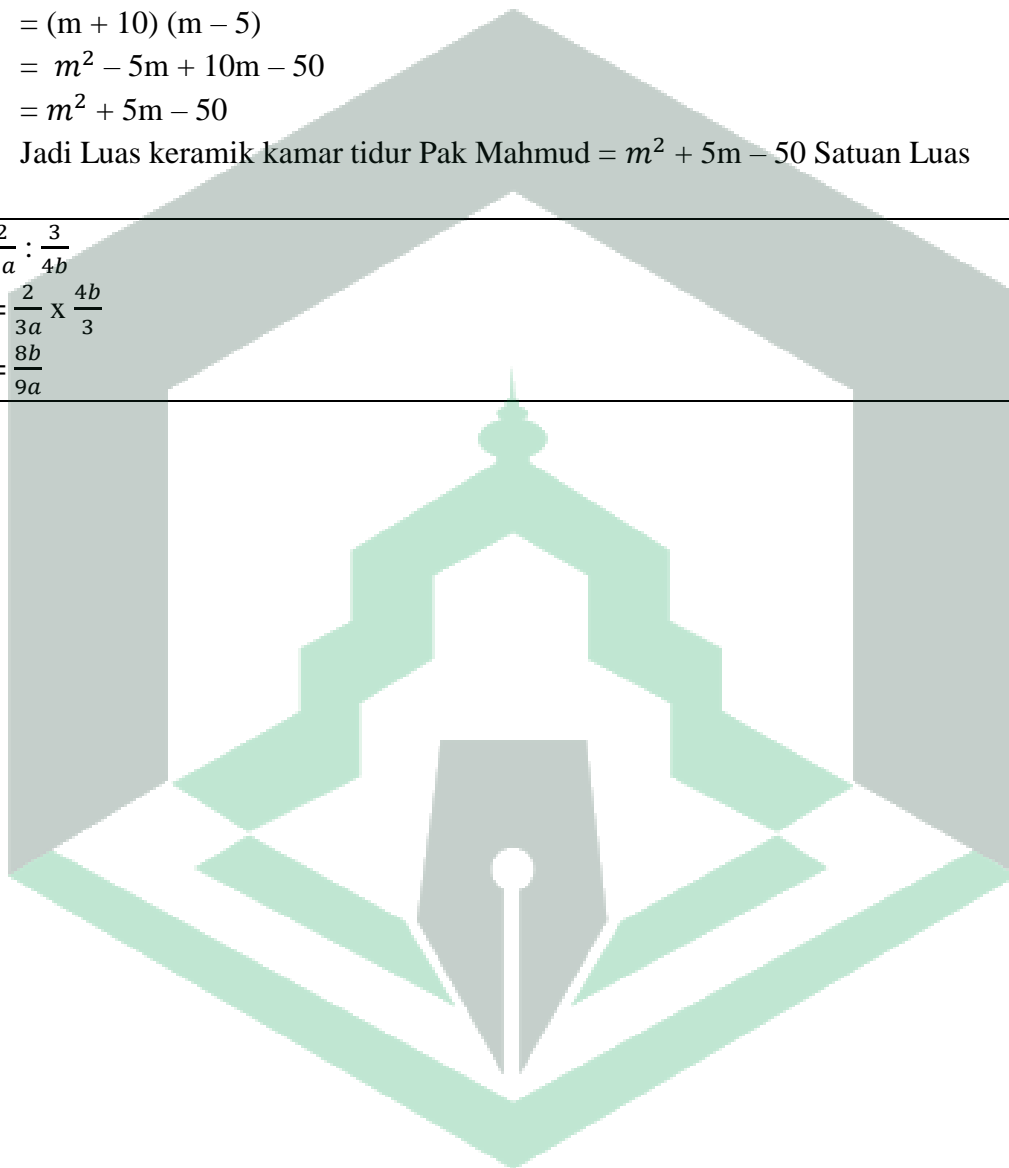 = (m + 10) (m – 5)
= 𝑚² – 5m + 10m – 50
= 𝑚² + 5m – 50
Jadi Luas keramik kamar tidur Pak Mahmud = 𝑚² + 5m – 50 Satuan Luas
2/a : 3/4b
= 2/3a x 4b/3
= 8b/9a